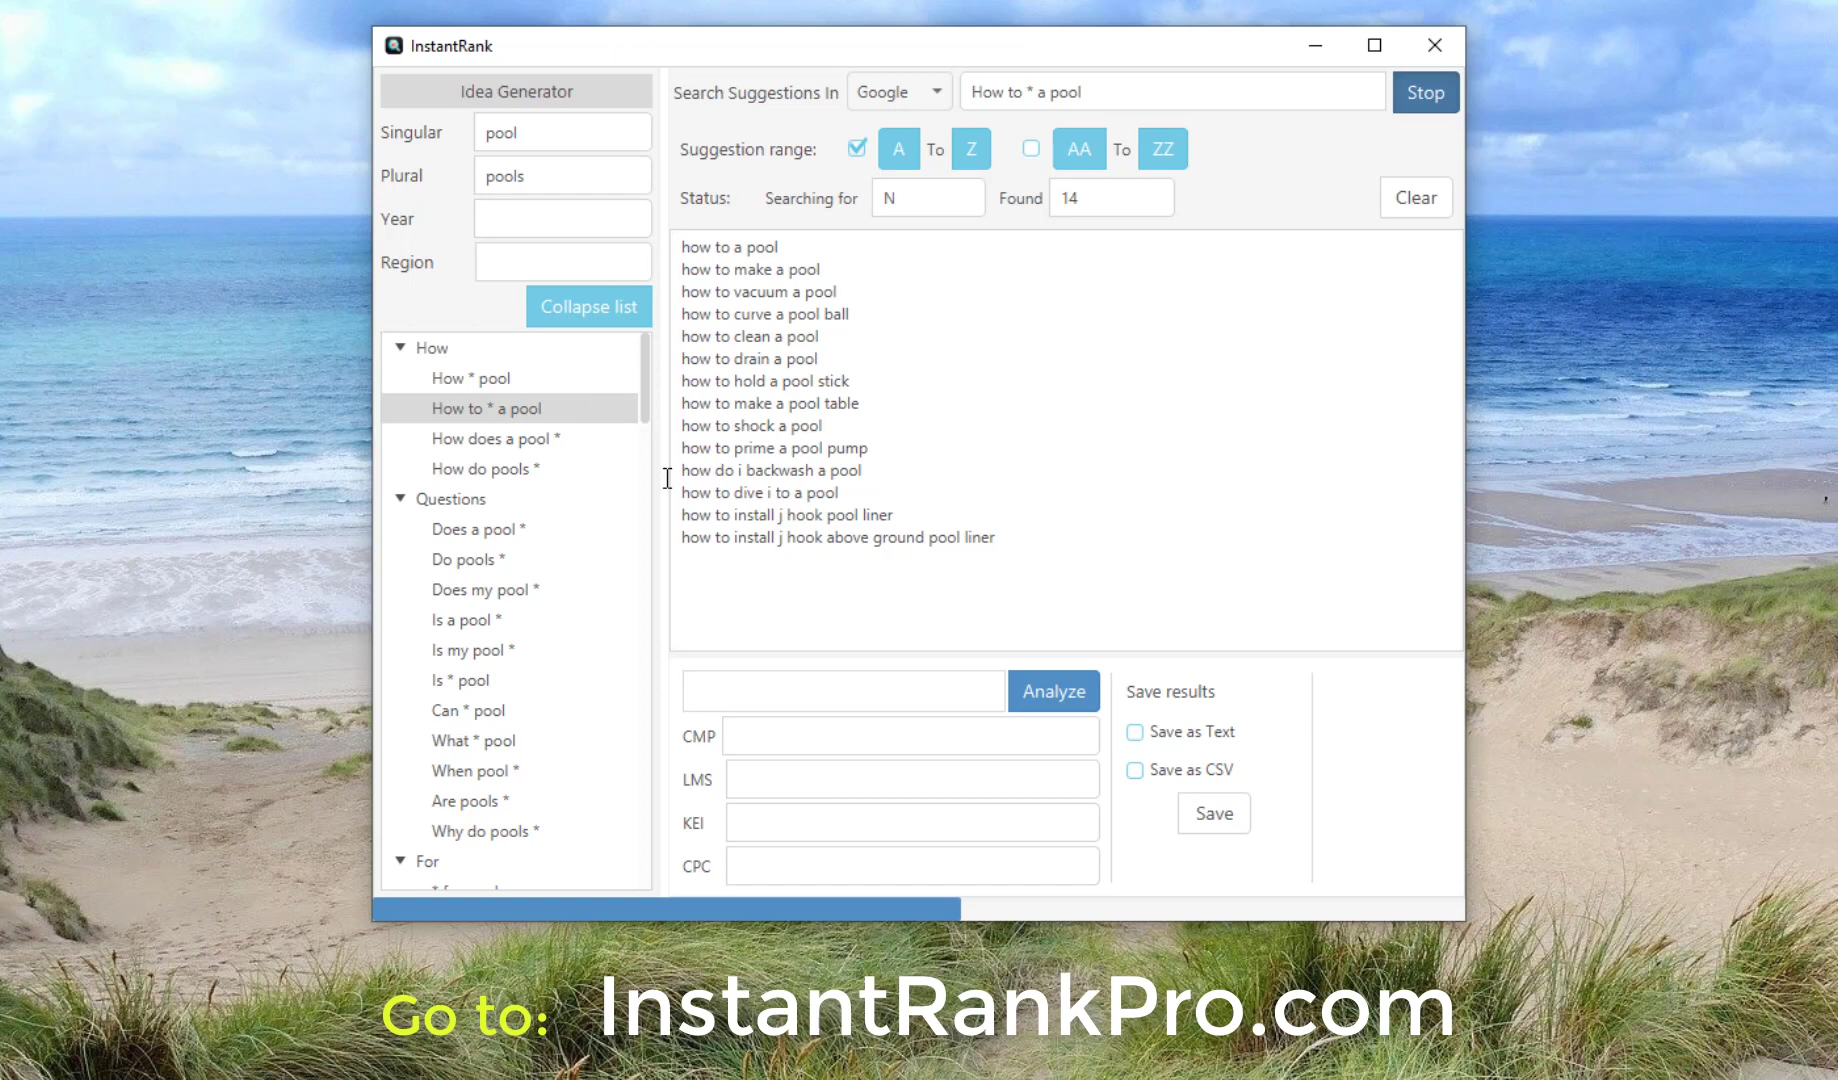 InstantRank
Idea Generator
Singular pool
Plural pools
Year
Region
Collapse list
How
How * pool
How to * a pool
How does a pool *
How do pools *
Questions
Does a pool *
Do pools *
Does my pool *
Is a pool *
Is my pool *
Is * pool
Can * pool
What * pool
When pool *
Are pools *
Why do pools *
For
Search Suggestions In Google How to * a pool Stop
Suggestion range: A To Z AA To ZZ
Status: Searching for N Found 14 Clear
how to a pool
how to make a pool
how to vacuum a pool
how to curve a pool ball
how to clean a pool
how to drain a pool
how to hold a pool stick
how to make a pool table
how to shock a pool
how to prime a pool pump
how do i backwash a pool
how to dive i to a pool
how to install j hook pool liner
how to install j hook above ground pool liner
Analyze
CMP
LMS
KEI
CPC
Save results
Save as Text
Save as CSV
Save
Go to: InstantRankPro.com